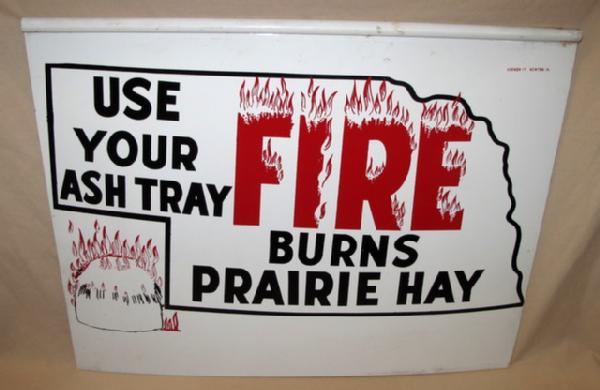 USE
YOUR
ASH TRAY
FIRE
BURNS
PRAIRIE HAY